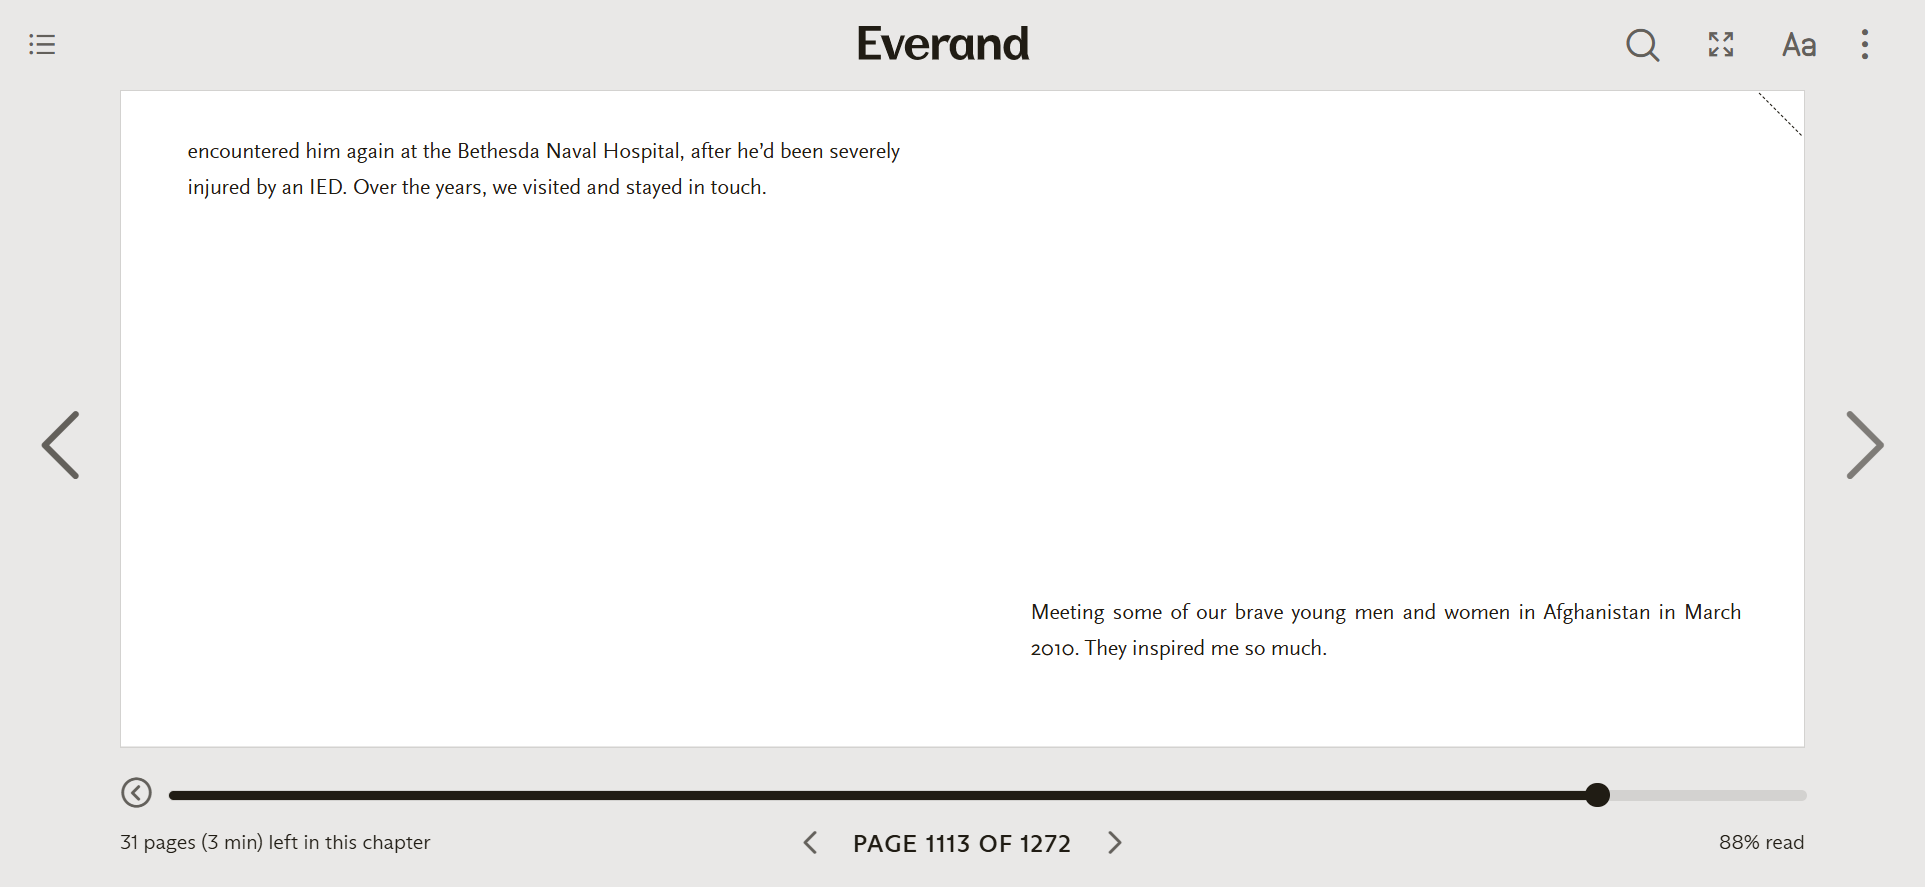 Everand
Aa
encountered him again at the Bethesda Naval Hospital, after he’d been severely
injured by an IED. Over the years, we visited and stayed in touch.
Meeting some of our brave young men and women in Afghanistan in March
2010. They inspired me so much.
31 pages (3 min) left in this chapter
PAGE 1113 OF 1272
88% read